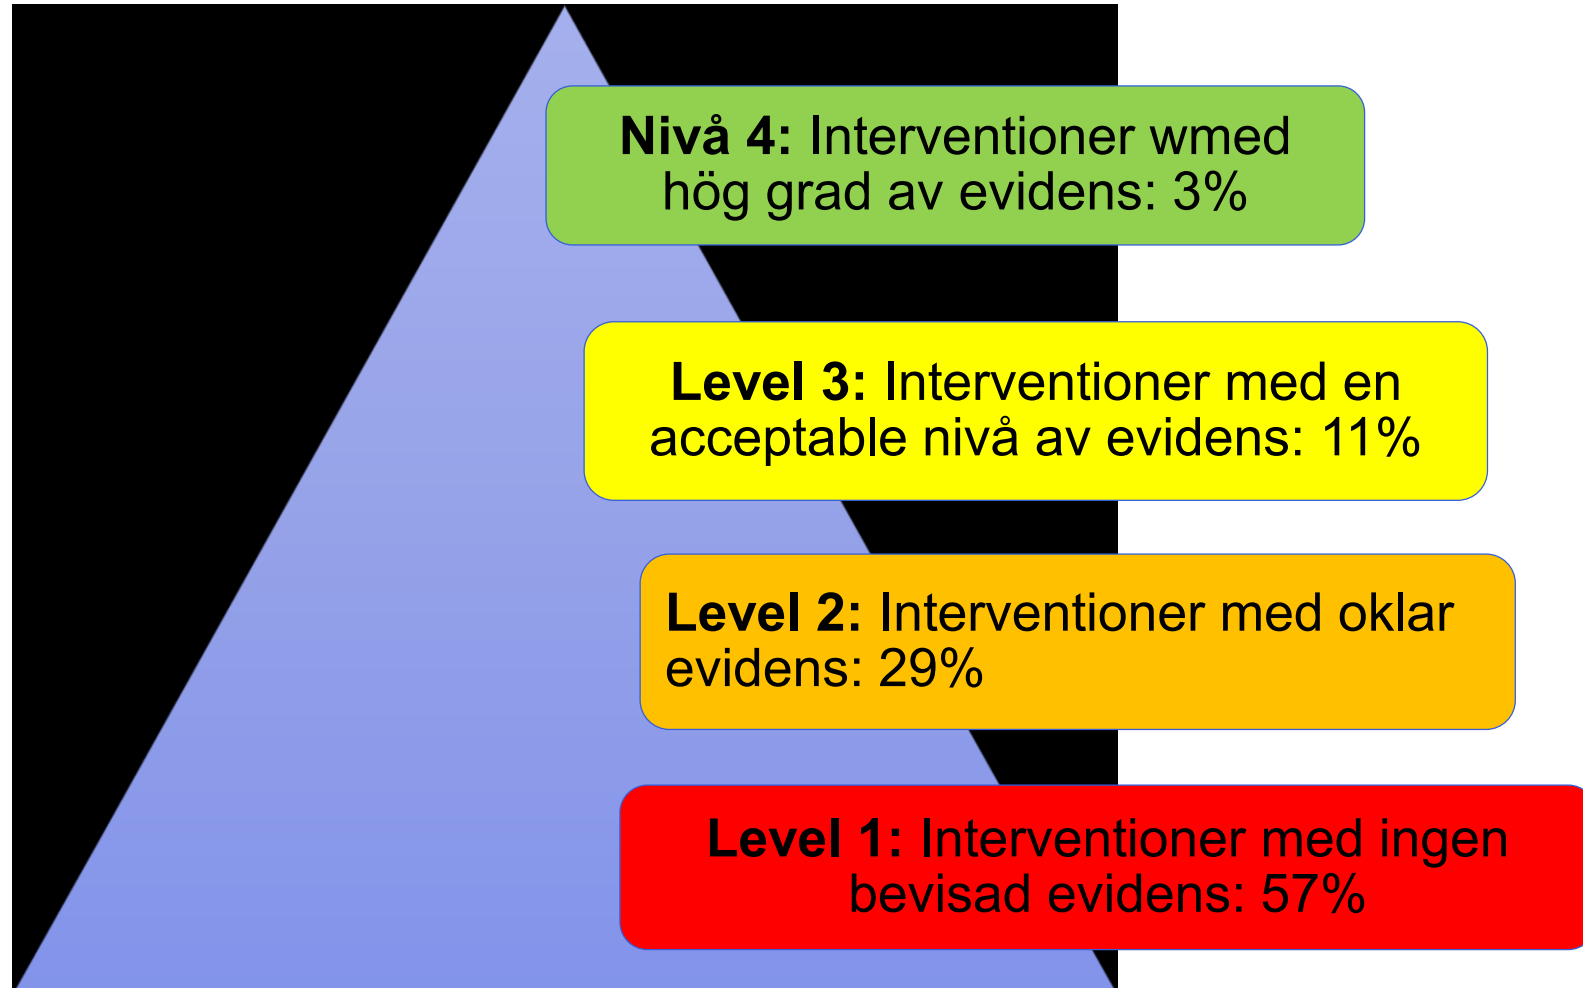 Nivå 4: Interventioner wmed
hög grad av evidens: 3%
Level 3: Interventioner med en
acceptable nivå av evidens: 11%
Level 2: Interventioner med oklar
evidens: 29%
Level 1: Interventioner med ingen
bevisad evidens: 57%